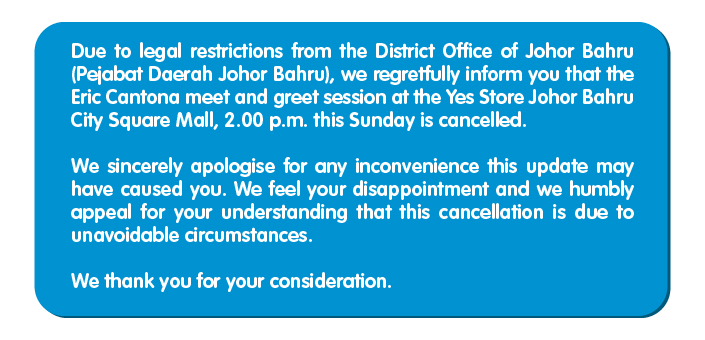 Due to legal restrictions from the District Office of Johor Bahru
(Pejabat Daerah Johor Bahru), we regretfully inform you that the
Eric Cantona meet and greet session at the Yes Store Johor Bahru
City Square Mall, 2.00 p.m. this Sunday is cancelled.
We sincerely apologise for any inconvenience this update may
have caused you. We feel your disappointment and we humbly
appeal for your understanding that this cancellation is due to
unavoidable circumstances.
We thank you for your consideration.